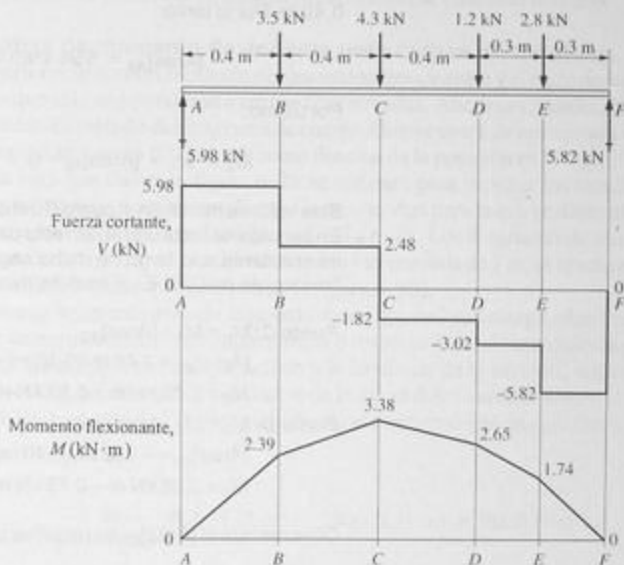 3.5 kN 4.3 kN 1.2 kN 2.8 kN
0.4 m 0.4 m 0.4 m 0.3 m 0.3 m
A B C D E F
5.98 kN 5.82 kN
5.98
Fuerza cortante,
V (kN)
2.48
0 0
A B C D E F
−1.82
−3.02
−5.82
Momento flexionante,
M (kN·m)
2.39 3.38 2.65 1.74
0 0
A B C D E F